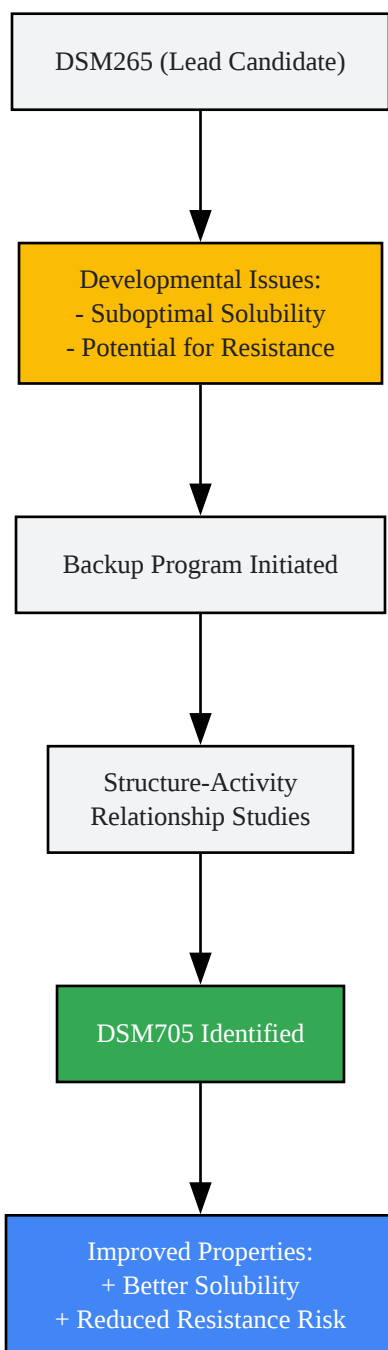 DSM265 (Lead Candidate)
Developmental Issues:
- Suboptimal Solubility
- Potential for Resistance
Backup Program Initiated
Structure-Activity
Relationship Studies
DSM705 Identified
Improved Properties:
+ Better Solubility
+ Reduced Resistance Risk